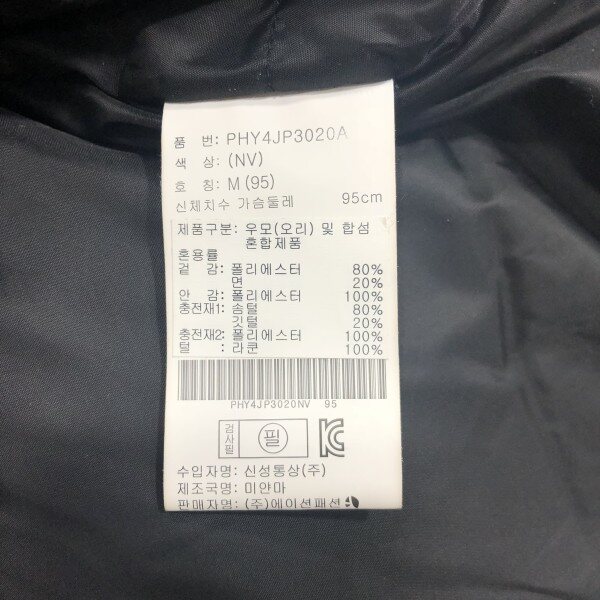 품 번: PHY4JP3020A
색 상: (NV)
호 칭: M (95)
신체치수 가슴둘레 95cm
제품구분: 우모(오리) 및 합섬
혼합제품
혼용률
겉 감: 폴리에스터 80%
면 20%
안 감: 폴리에스터 100%
충전재1: 솜털 80%
깃털 20%
충전재2: 폴리에스터 100%
털 : 라쿤 100%
PHY4JP3020NV 95
검사필 필 KC
수입자명: 신성통상(주)
제조국명: 미얀마
판매자명: (주)에이션패션